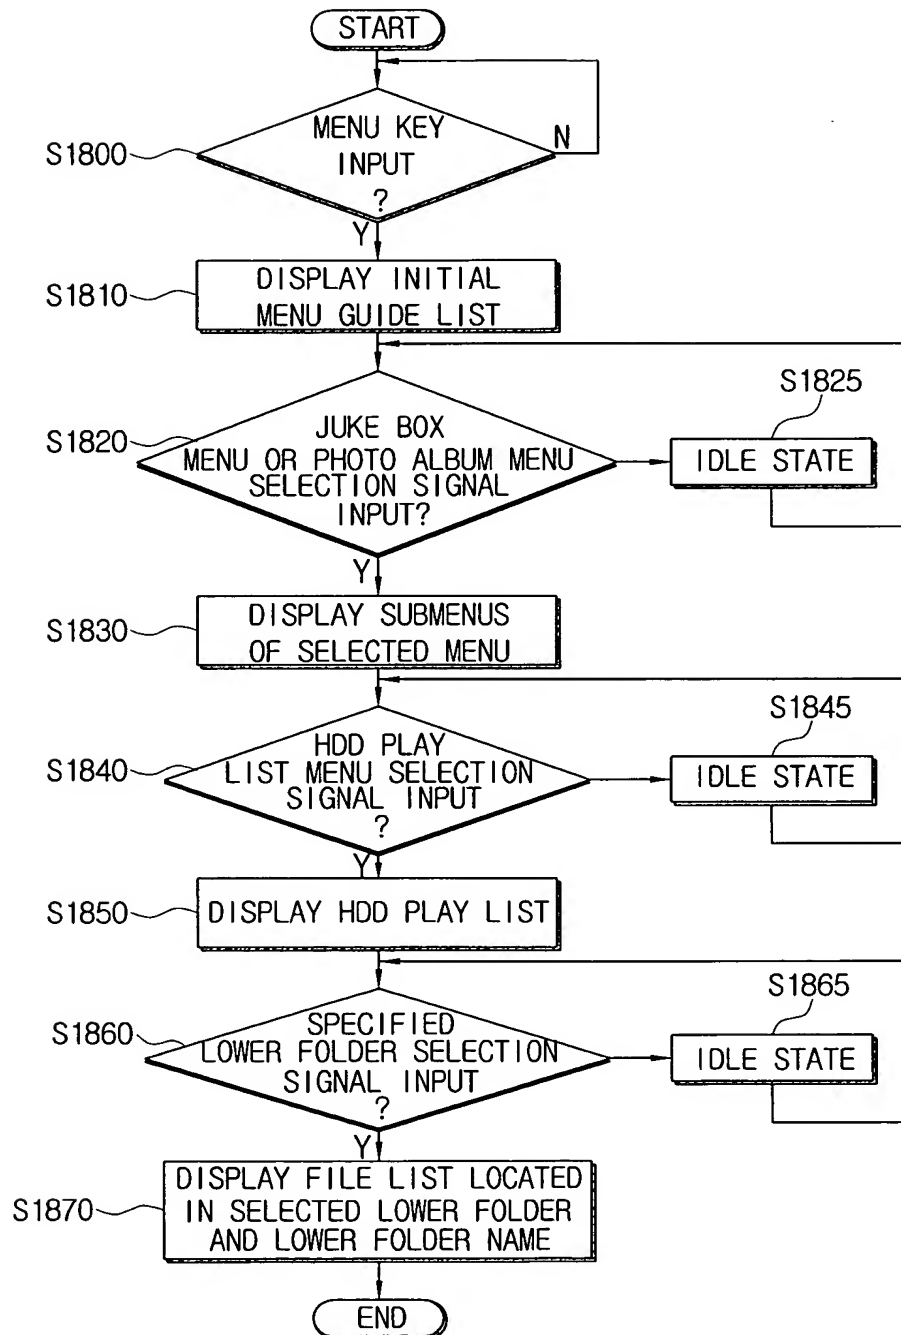 START
MENU KEY
INPUT
?
N
S1800
Y
DISPLAY INITIAL
MENU GUIDE LIST
S1810
JUKE BOX
MENU OR PHOTO ALBUM MENU
SELECTION SIGNAL
INPUT?
S1820
S1825
IDLE STATE
Y
DISPLAY SUBMENUS
OF SELECTED MENU
S1830
HDD PLAY
LIST MENU SELECTION
SIGNAL INPUT
?
S1840
S1845
IDLE STATE
Y
S1850
DISPLAY HDD PLAY LIST
SPECIFIED
LOWER FOLDER SELECTION
SIGNAL INPUT
?
S1860
S1865
IDLE STATE
Y
DISPLAY FILE LIST LOCATED
IN SELECTED LOWER FOLDER
AND LOWER FOLDER NAME
S1870
END